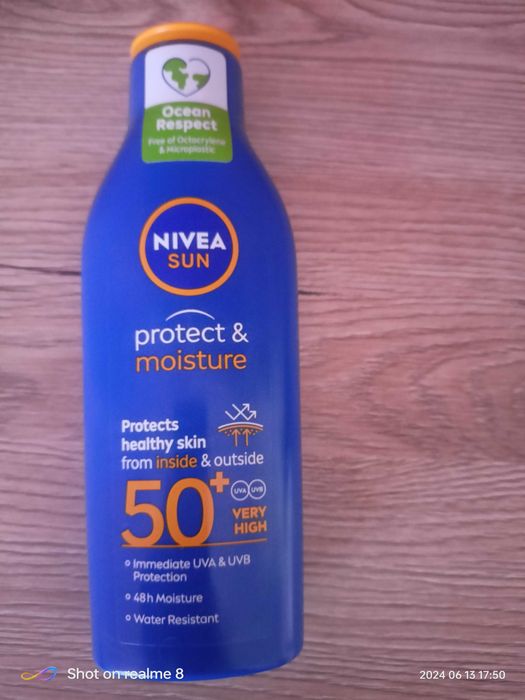 Ocean
Respect
Free of Octocrylene
& Microplastic
NIVEA
SUN
protect &
moisture
Protects
healthy skin
from inside & outside
50+
UVA UVB
VERY
HIGH
Immediate UVA & UVB
Protection
48h Moisture
Water Resistant
Shot on realme 8
2024 06 13 17:50